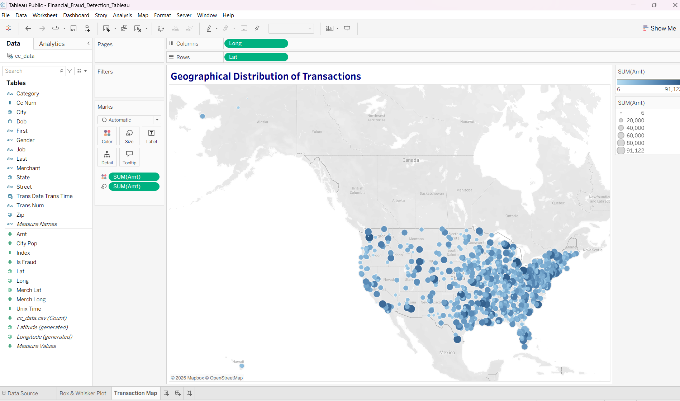 Tableau Public - Financial_Fraud_Detection_Tableau
File Data Worksheet Dashboard Story Analysis Map Format Server Window Help
Show Me
Data Analytics
cc_data
Search
Tables
Category
Cc Num
City
Dob
First
Gender
Job
Last
Merchant
State
Street
Trans Date Trans Time
Trans Num
Zip
Measure Names
Amt
City Pop
Index
Is Fraud
Lat
Long
Merch Lat
Merch Long
Unix Time
cc_data.csv (Count)
Latitude (generated)
Longitude (generated)
Measure Values
Pages
Filters
Marks
Automatic
Color Size Label
Detail Tooltip
SUM(Amt)
SUM(Amt)
Columns Long
Rows Lat
Geographical Distribution of Transactions
Canada
Mexico
Hawaii
© 2026 Mapbox © OpenStreetMap
SUM(Amt)
6 91,122
SUM(Amt)
6
20,000
40,000
60,000
80,000
91,122
Data Source Box & Whisker Plot Transaction Map